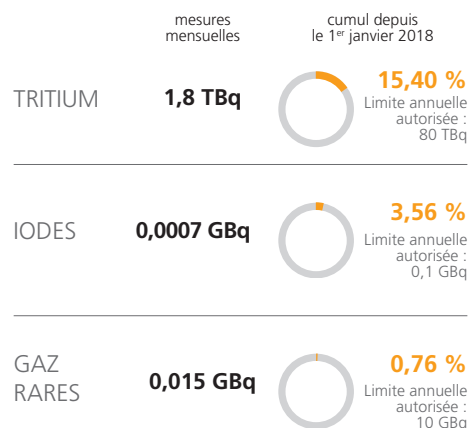 mesures
mensuelles
cumul depuis
le 1er janvier 2018
TRITIUM
1,8 TBq
15,40 %
Limite annuelle
autorisée :
80 TBq
IODES
0,0007 GBq
3,56 %
Limite annuelle
autorisée :
0,1 GBq
GAZ
RARES
0,015 GBq
0,76 %
Limite annuelle
autorisée :
10 GBq